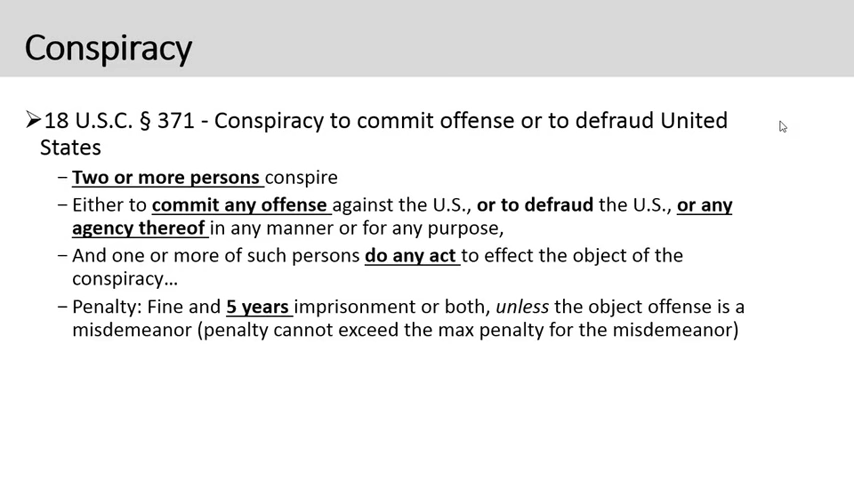 Conspiracy
➢18 U.S.C. § 371 - Conspiracy to commit offense or to defraud United
States
– Two or more persons conspire
– Either to commit any offense against the U.S., or to defraud the U.S., or any
agency thereof in any manner or for any purpose,
– And one or more of such persons do any act to effect the object of the
conspiracy…
– Penalty: Fine and 5 years imprisonment or both, unless the object offense is a
misdemeanor (penalty cannot exceed the max penalty for the misdemeanor)